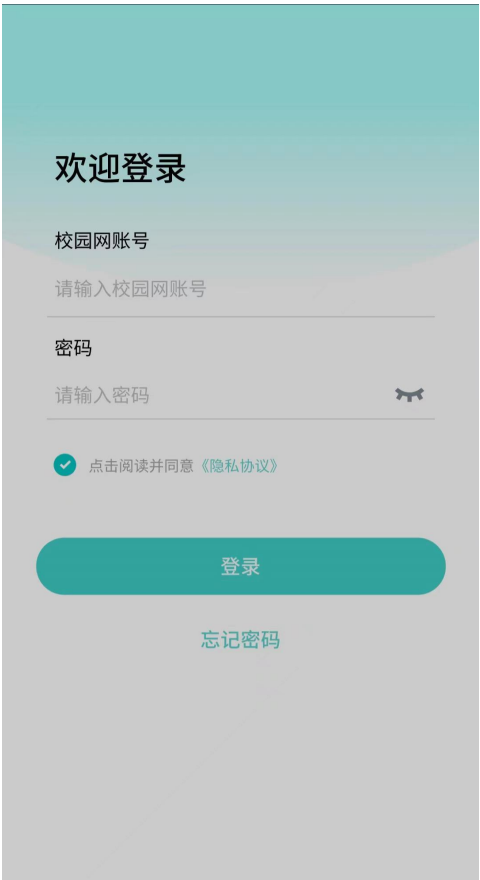 欢迎登录
校园网账号
请输入校园网账号
密码
请输入密码
点击阅读并同意《隐私协议》
登录
忘记密码